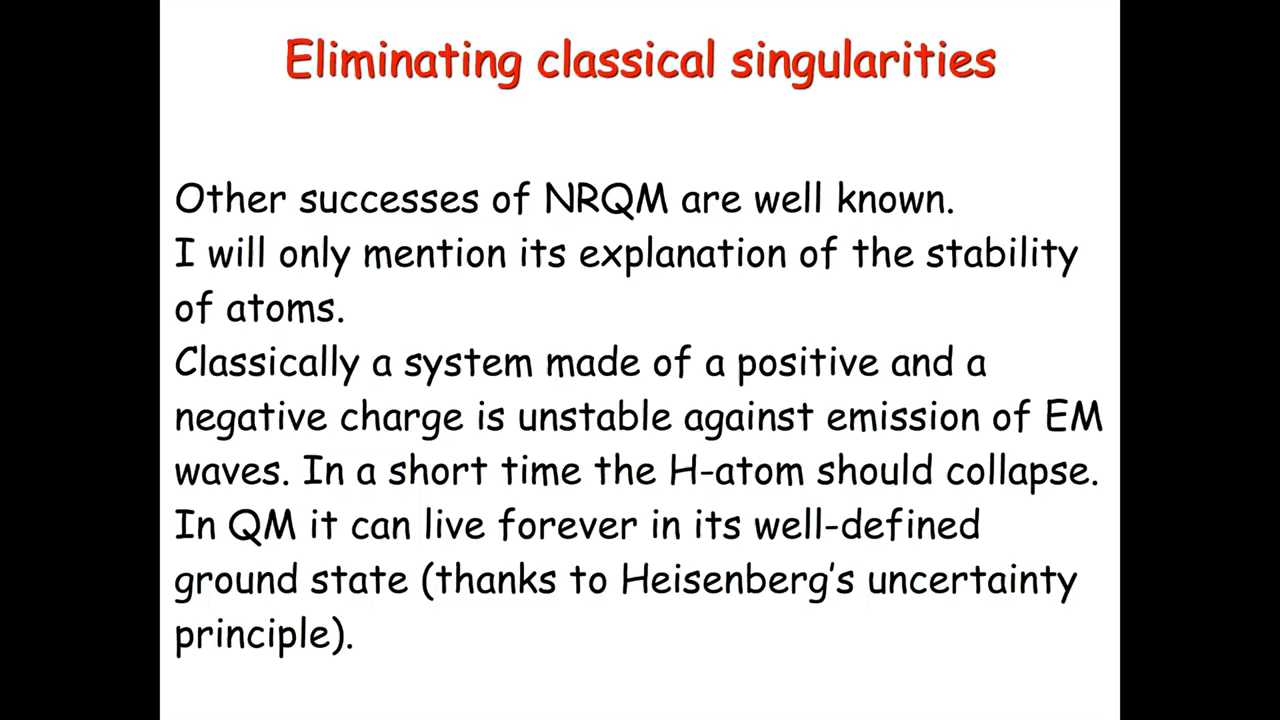 Eliminating classical singularities
Other successes of NRQM are well known.
I will only mention its explanation of the stability
of atoms.
Classically a system made of a positive and a
negative charge is unstable against emission of EM
waves. In a short time the H-atom should collapse.
In QM it can live forever in its well-defined
ground state (thanks to Heisenberg’s uncertainty
principle).